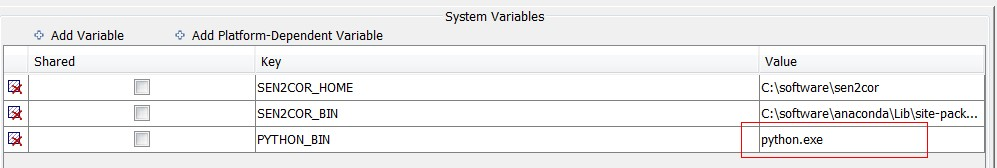 System Variables
Add Variable Add Platform-Dependent Variable
Shared Key Value
SEN2COR_HOME C:\software\sen2cor
SEN2COR_BIN C:\software\anaconda\Lib\site-pack...
PYTHON_BIN python.exe